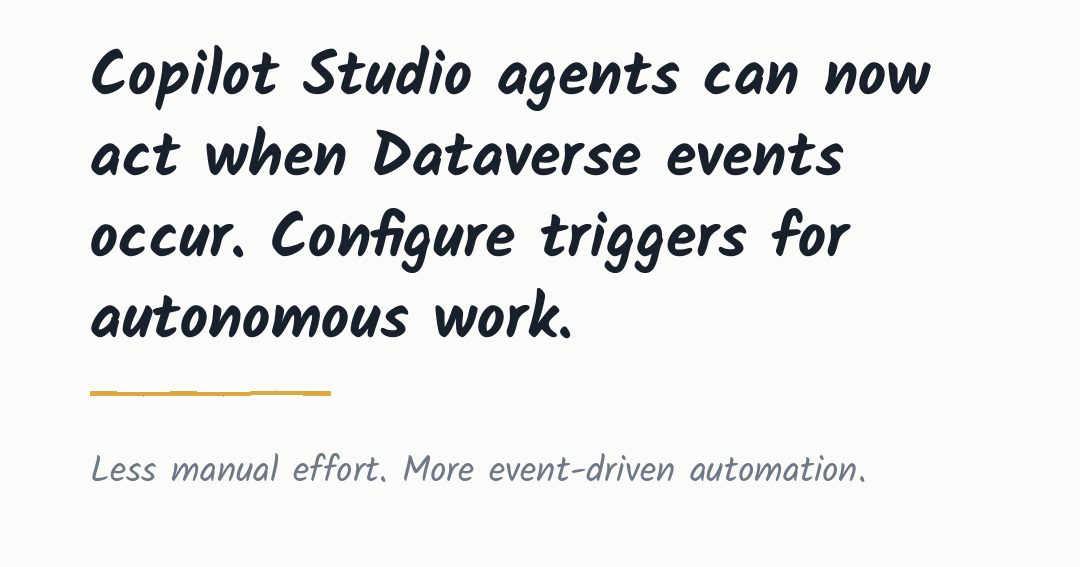 Copilot Studio agents can now
act when Dataverse events
occur. Configure triggers for
autonomous work.
Less manual effort. More event-driven automation.